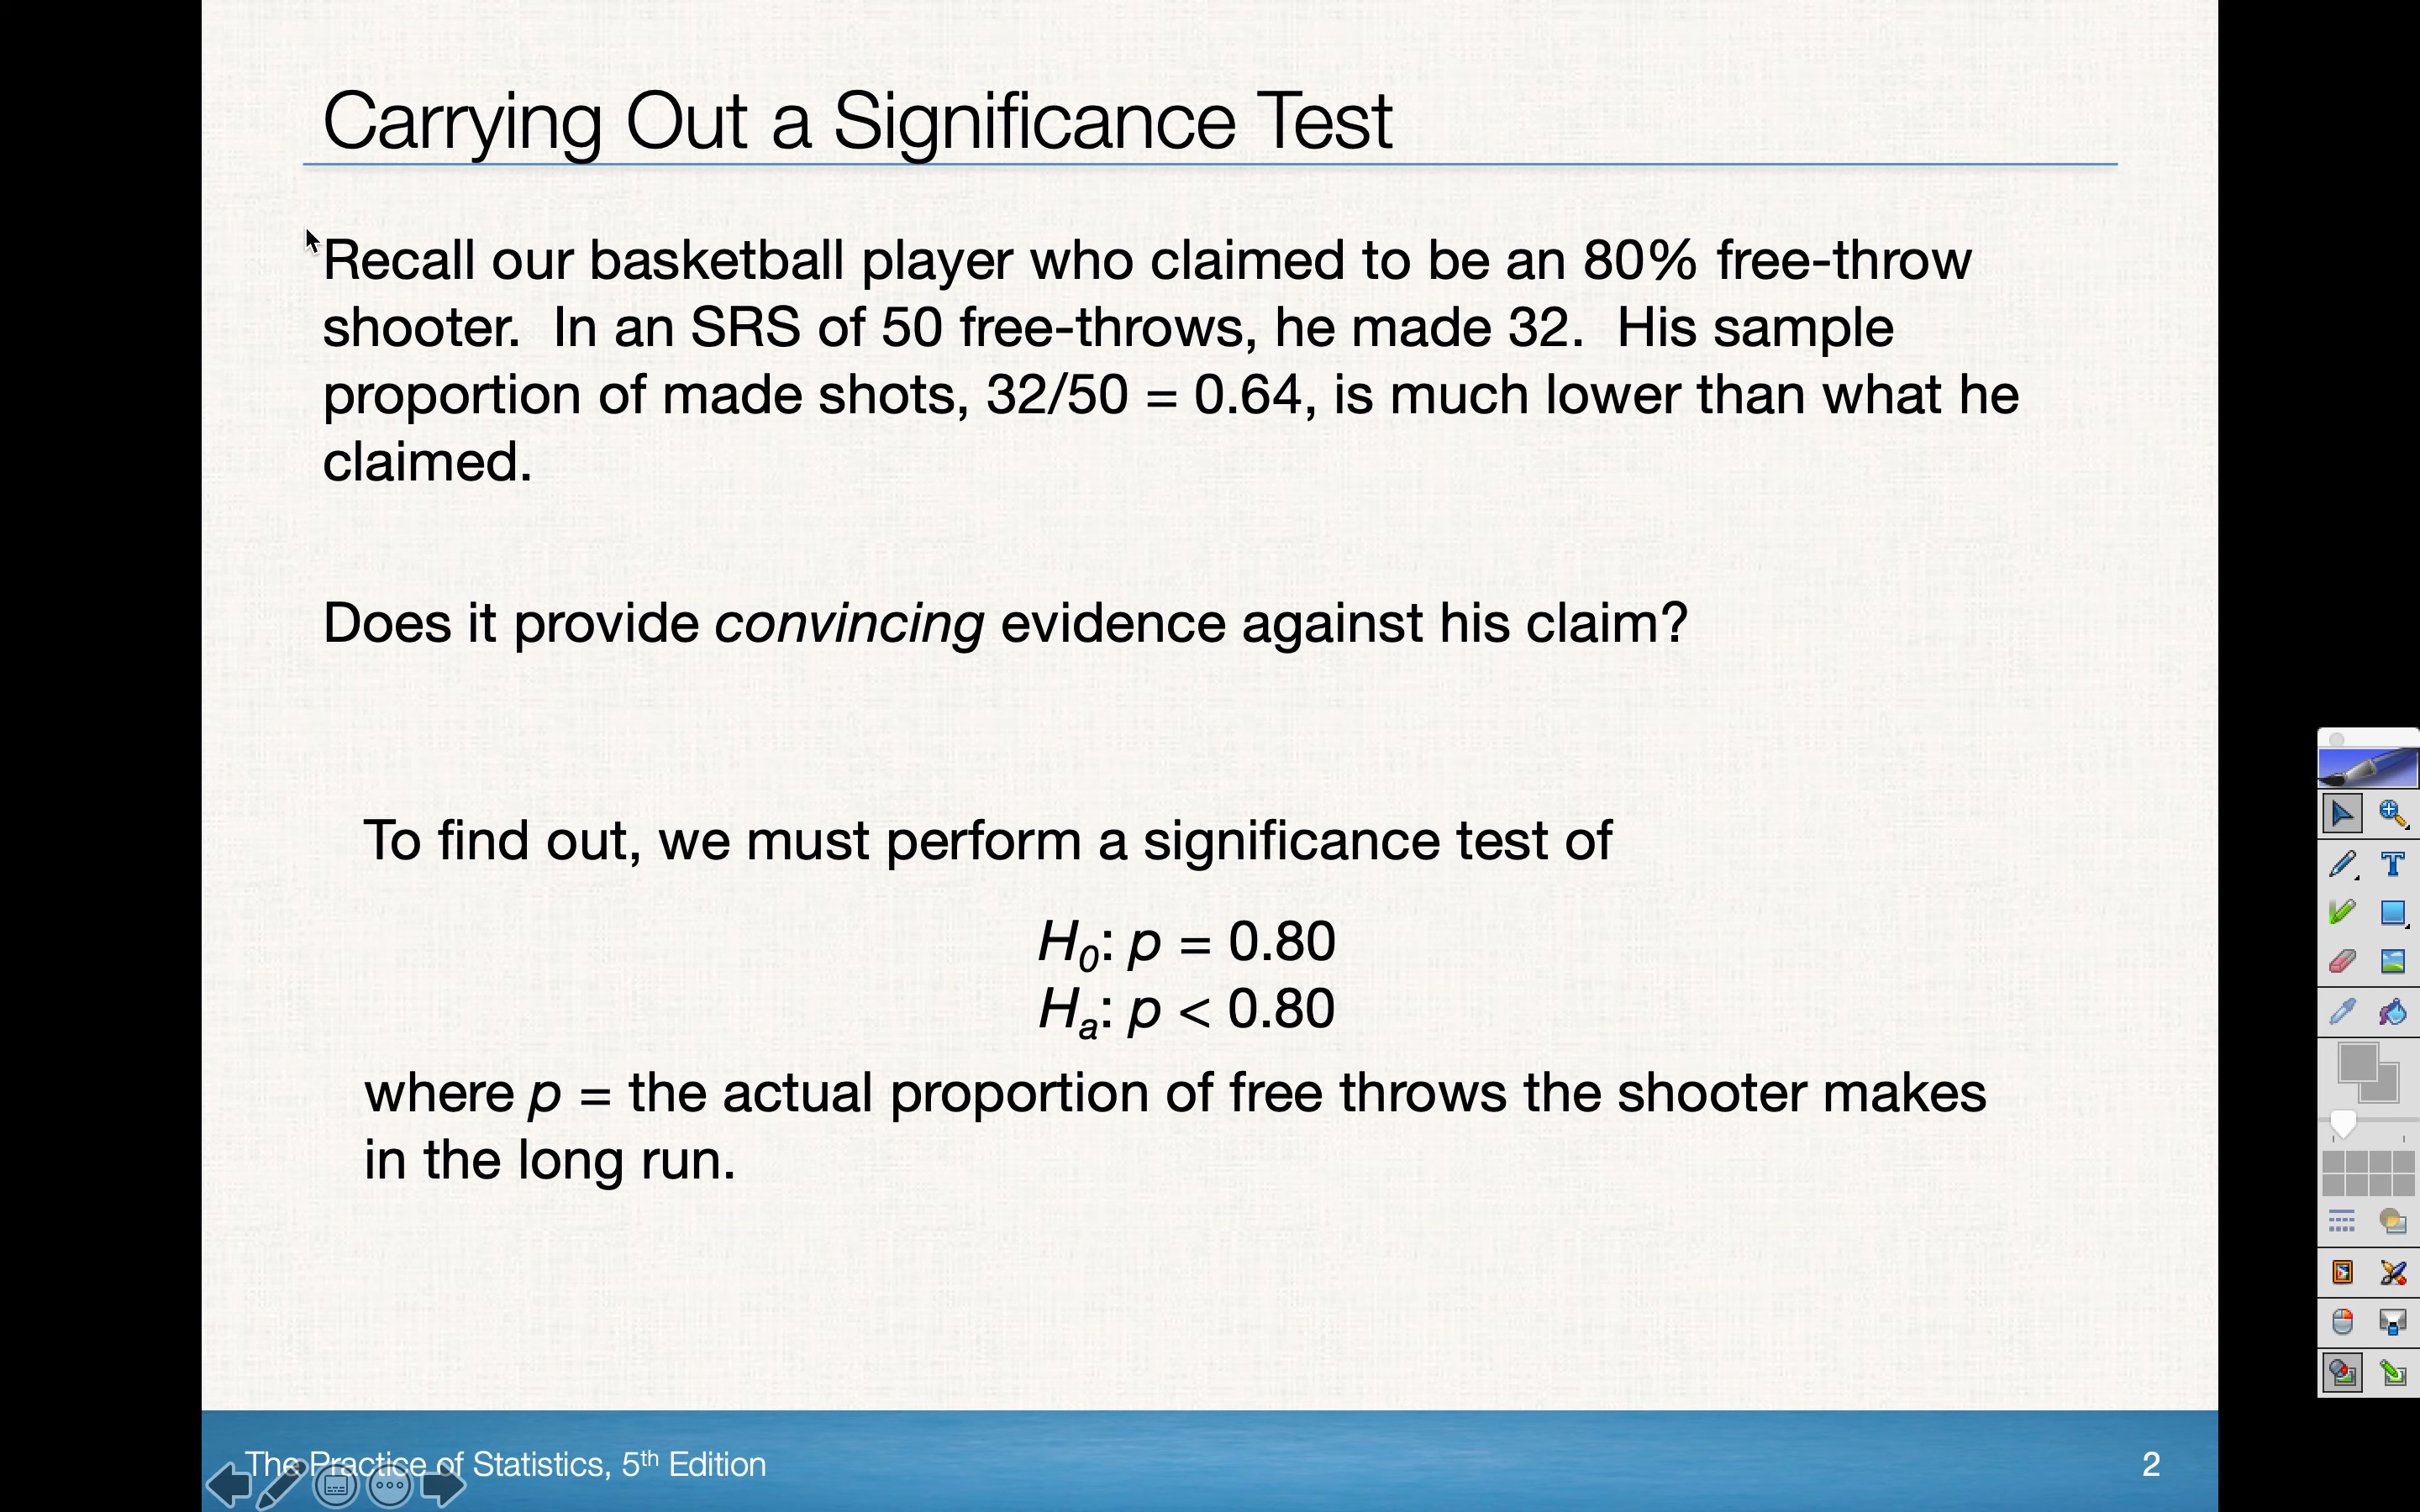 Carrying Out a Significance Test
Recall our basketball player who claimed to be an 80% free-throw
shooter.  In an SRS of 50 free-throws, he made 32.  His sample
proportion of made shots, 32/50 = 0.64, is much lower than what he
claimed.
Does it provide convincing evidence against his claim?
To find out, we must perform a significance test of
H₀: p = 0.80
Hₐ: p < 0.80
where p = the actual proportion of free throws the shooter makes
in the long run.
The Practice of Statistics, 5th Edition
2